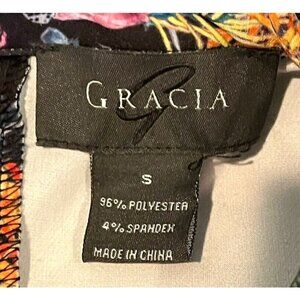 GRACIA
G
S
96% POLYESTER
4% SPANDEX
MADE IN CHINA